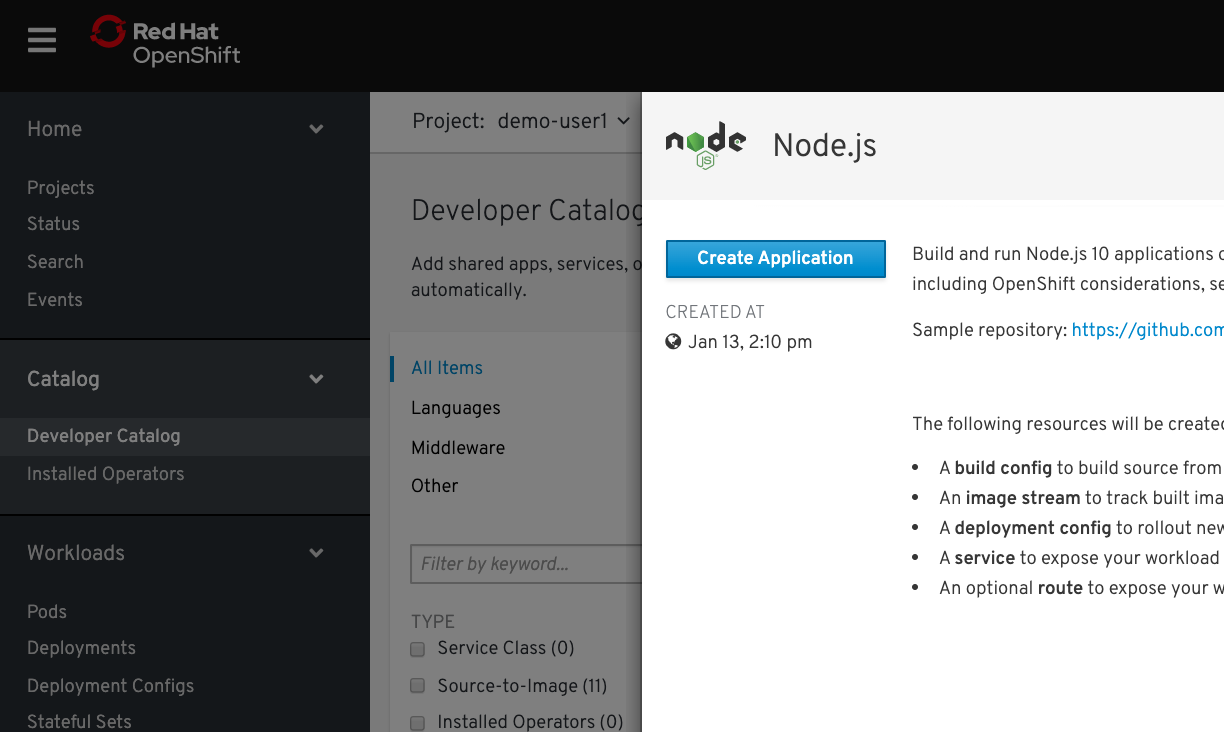 Red Hat
OpenShift
Home
Projects
Status
Search
Events
Catalog
Developer Catalog
Installed Operators
Workloads
Pods
Deployments
Deployment Configs
Stateful Sets
Project: demo-user1
Developer Catalog
Add shared apps, services, o
automatically.
All Items
Languages
Middleware
Other
Filter by keyword...
TYPE
Service Class (0)
Source-to-Image (11)
Installed Operators (0)
node
JS
Node.js
Create Application
CREATED AT
Jan 13, 2:10 pm
Build and run Node.js 10 applications
including OpenShift considerations, se
Sample repository: https://github.com
The following resources will be created
• A build config to build source from
• An image stream to track built ima
• A deployment config to rollout new
• A service to expose your workload
• An optional route to expose your w